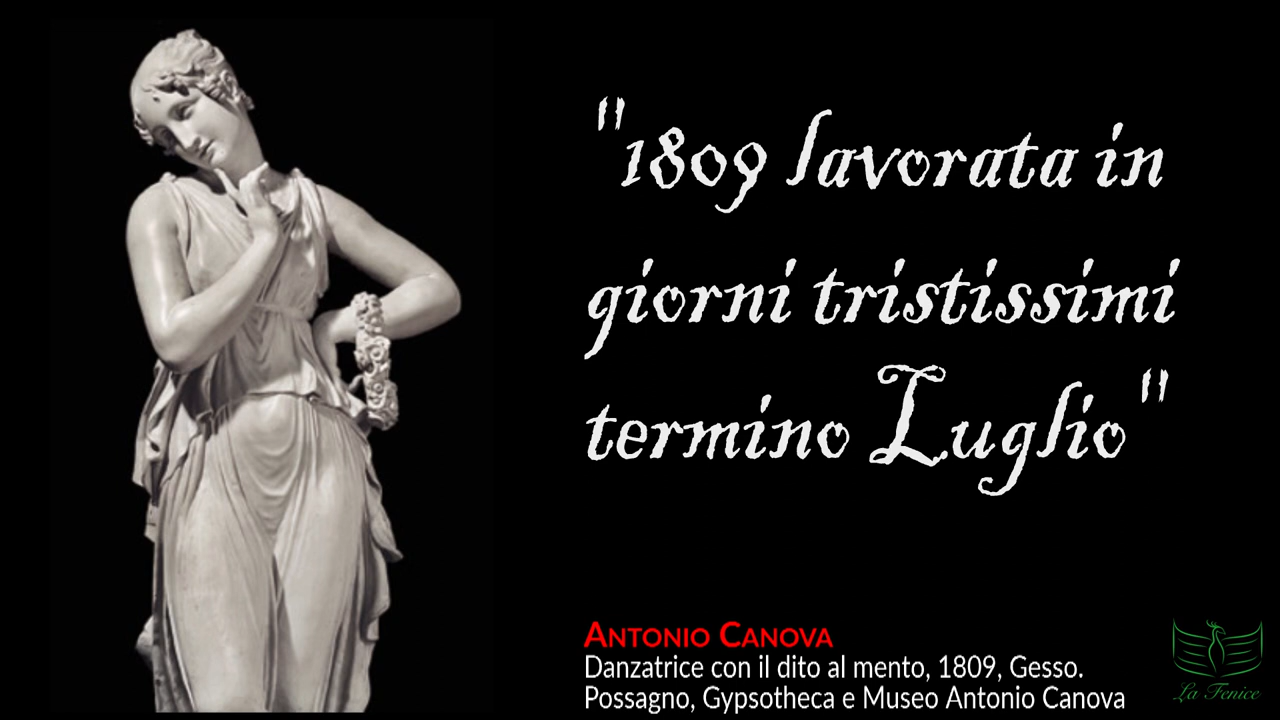 "1809 lavorata in
giorni tristissimi
termino Luglio"
ANTONIO CANOVA
Danzatrice con il dito al mento, 1809, Gesso.
Possagno, Gypsotheca e Museo Antonio Canova
La Fenice